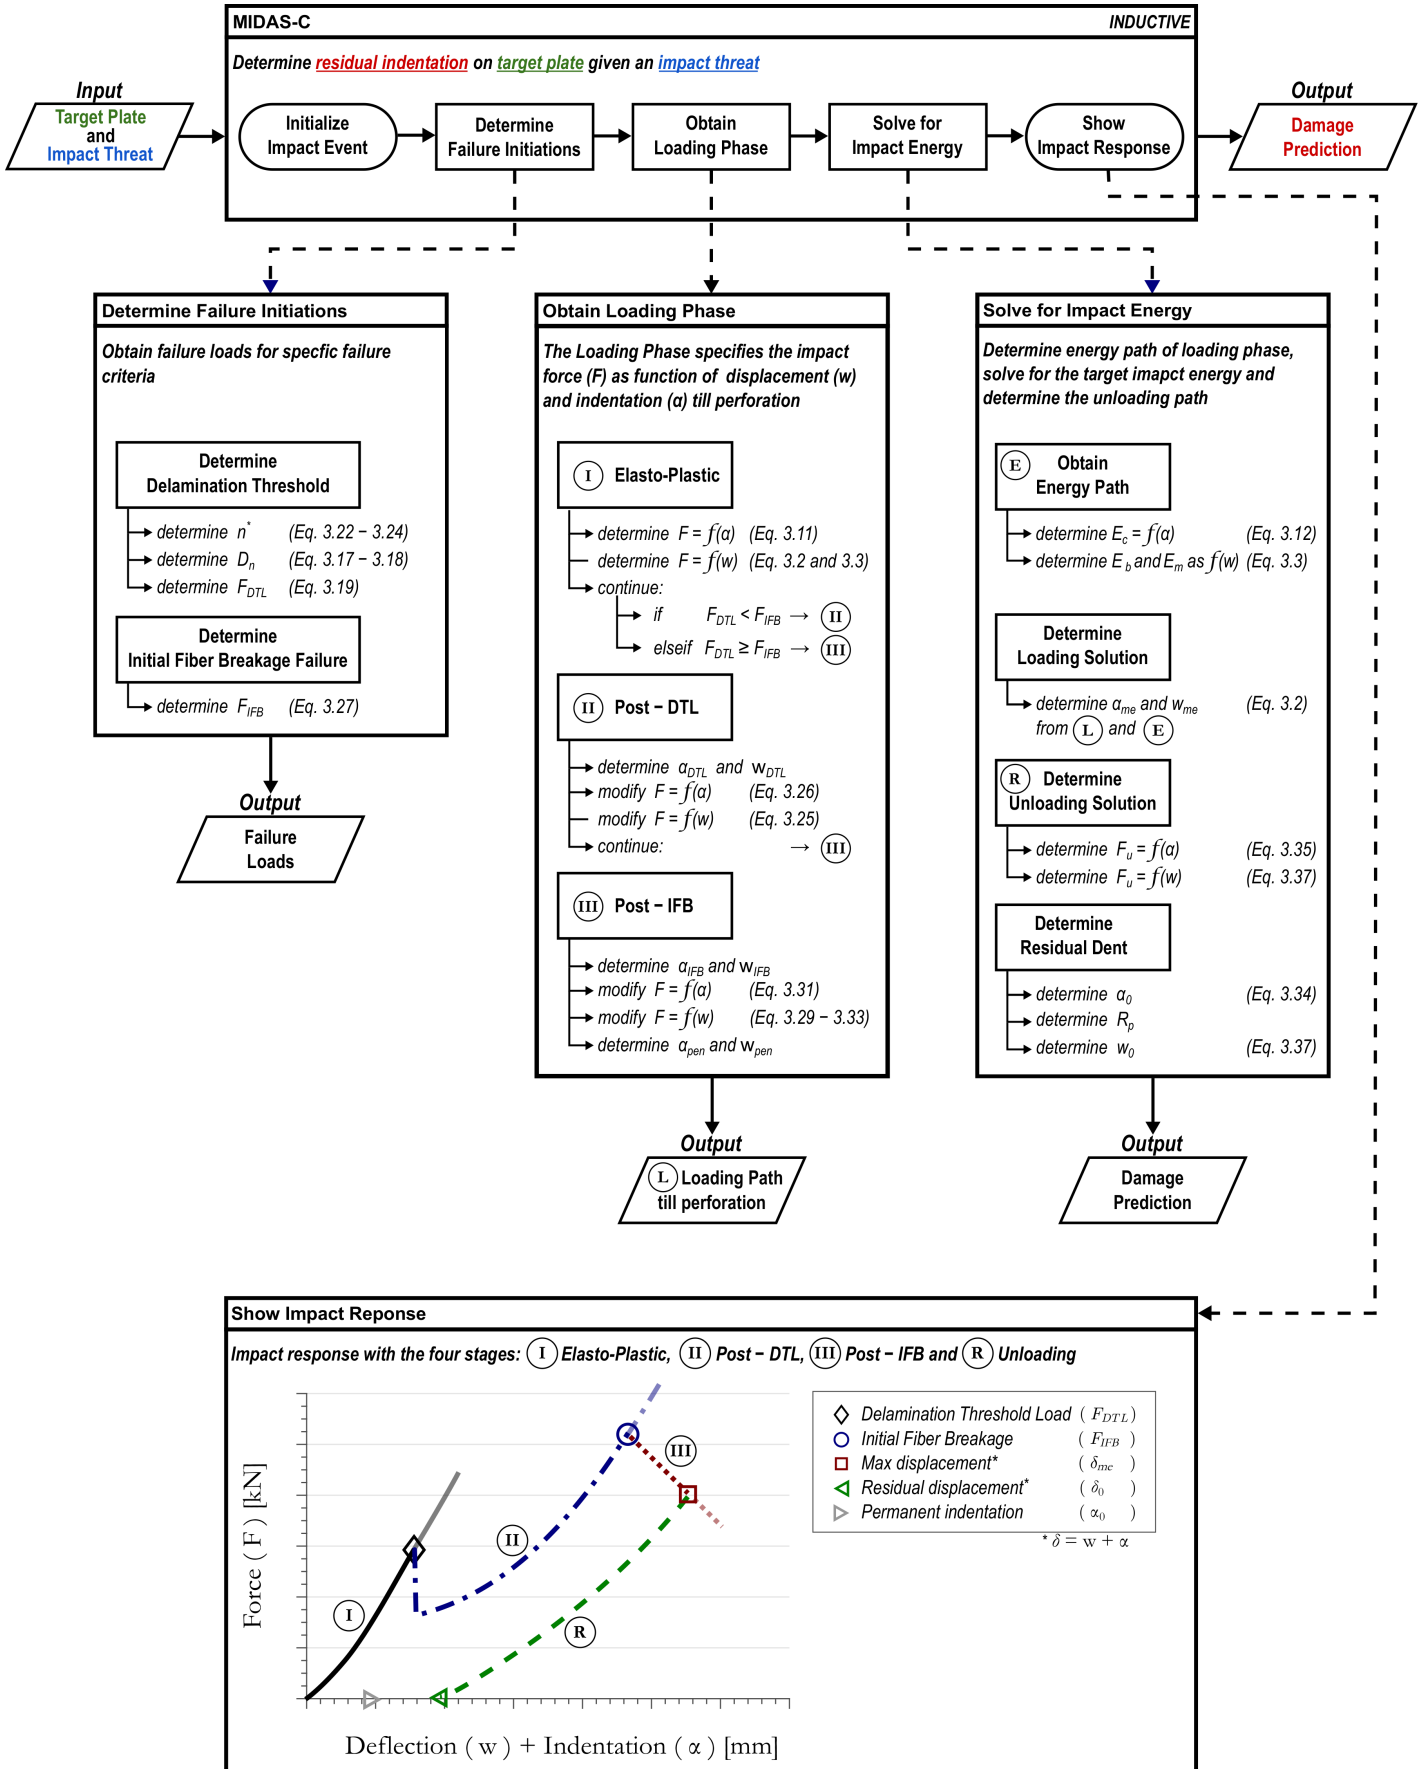 MIDAS-C INDUCTIVE
Determine residual indentation on target plate given an impact threat
Input
Target Plate
and
Impact Threat
Initialize
Impact Event
Determine
Failure Initiations
Obtain
Loading Phase
Solve for
Impact Energy
Show
Impact Response
Output
Damage
Prediction
Determine Failure Initiations
Obtain failure loads for specfic failure
criteria
Determine
Delamination Threshold
determine n* (Eq. 3.22 – 3.24)
determine Dn (Eq. 3.17 – 3.18)
determine FDTL (Eq. 3.19)
Determine
Initial Fiber Breakage Failure
determine FIFB (Eq. 3.27)
Output
Failure
Loads
Obtain Loading Phase
The Loading Phase specifies the impact
force (F) as function of displacement (w)
and indentation (α) till perforation
I Elasto-Plastic
determine F = f(α) (Eq. 3.11)
determine F = f(w) (Eq. 3.2 and 3.3)
continue:
if FDTL < FIFB → II
elseif FDTL ≥ FIFB → III
II Post – DTL
determine αDTL and wDTL
modify F = f(α) (Eq. 3.26)
modify F = f(w) (Eq. 3.25)
continue: → III
III Post – IFB
determine αIFB and wIFB
modify F = f(α) (Eq. 3.31)
modify F = f(w) (Eq. 3.29 – 3.33)
determine αpen and wpen
Output
L Loading Path
till perforation
Solve for Impact Energy
Determine energy path of loading phase,
solve for the target imapct energy and
determine the unloading path
E Obtain
Energy Path
determine Ec = f(α) (Eq. 3.12)
determine Eb and Em as f(w) (Eq. 3.3)
Determine
Loading Solution
determine αme and wme (Eq. 3.2)
from L and E
R Determine
Unloading Solution
determine Fu = f(α) (Eq. 3.35)
determine Fu = f(w) (Eq. 3.37)
Determine
Residual Dent
determine α0 (Eq. 3.34)
determine Rp
determine w0 (Eq. 3.37)
Output
Damage
Prediction
Show Impact Reponse
Impact response with the four stages: I Elasto-Plastic, II Post – DTL, III Post – IFB and R Unloading
Force ( F ) [kN]
I
II
III
R
Deflection ( w ) + Indentation ( α ) [mm]
Delamination Threshold Load ( FDTL )
Initial Fiber Breakage ( FIFB )
Max displacement* ( δme )
Residual displacement* ( δ0 )
Permanent indentation ( α0 )
* δ = w + α